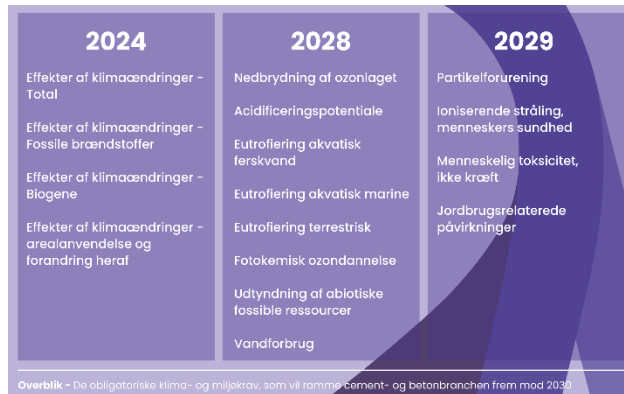 2024
Effekter af klimaændringer -
Total
Effekter af klimaændringer -
Fossile brændstoffer
Effekter af klimaændringer -
Biogene
Effekter af klimaændringer -
arealanvendelse og
forandring heraf
2028
Nedbrydning af ozonlaget
Acidificeringspotentiale
Eutrofiering akvatisk
ferskvand
Eutrofiering akvatisk marine
Eutrofiering terrestrisk
Fotokemisk ozondannelse
Udtyndning af abiotiske
fossible ressourcer
Vandforbrug
2029
Partikelforurening
Ioniserende stråling,
menneskers sundhed
Menneskelig toksicitet,
ikke kræft
Jordbrugsrelaterede
påvirkninger
Overblik - De obligatoriske klima- og miljøkrav, som vil ramme cement- og betonbranchen frem mod 2030